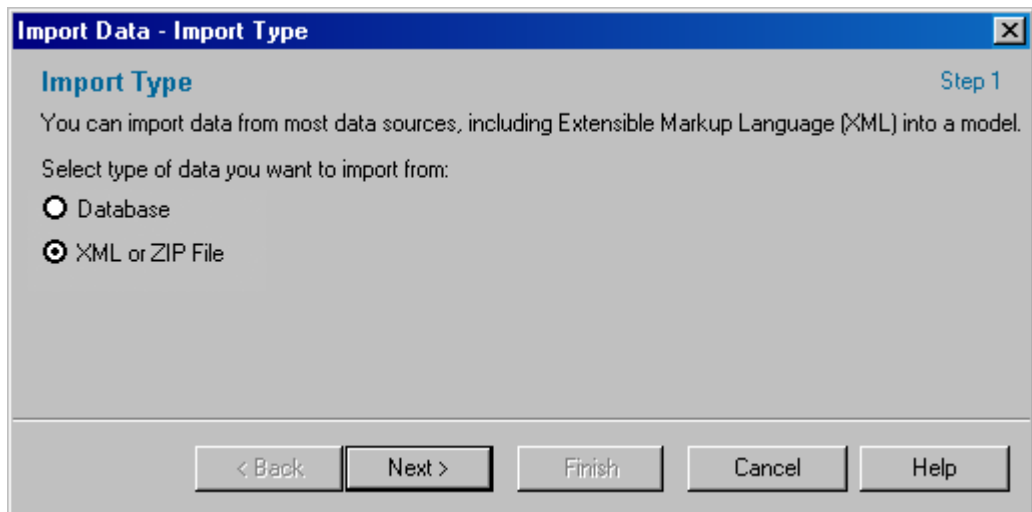 Import Data - Import Type
Import Type
Step 1
You can import data from most data sources, including Extensible Markup Language (XML) into a model.
Select type of data you want to import from:
Database
XML or ZIP File
< Back
Next >
Finish
Cancel
Help